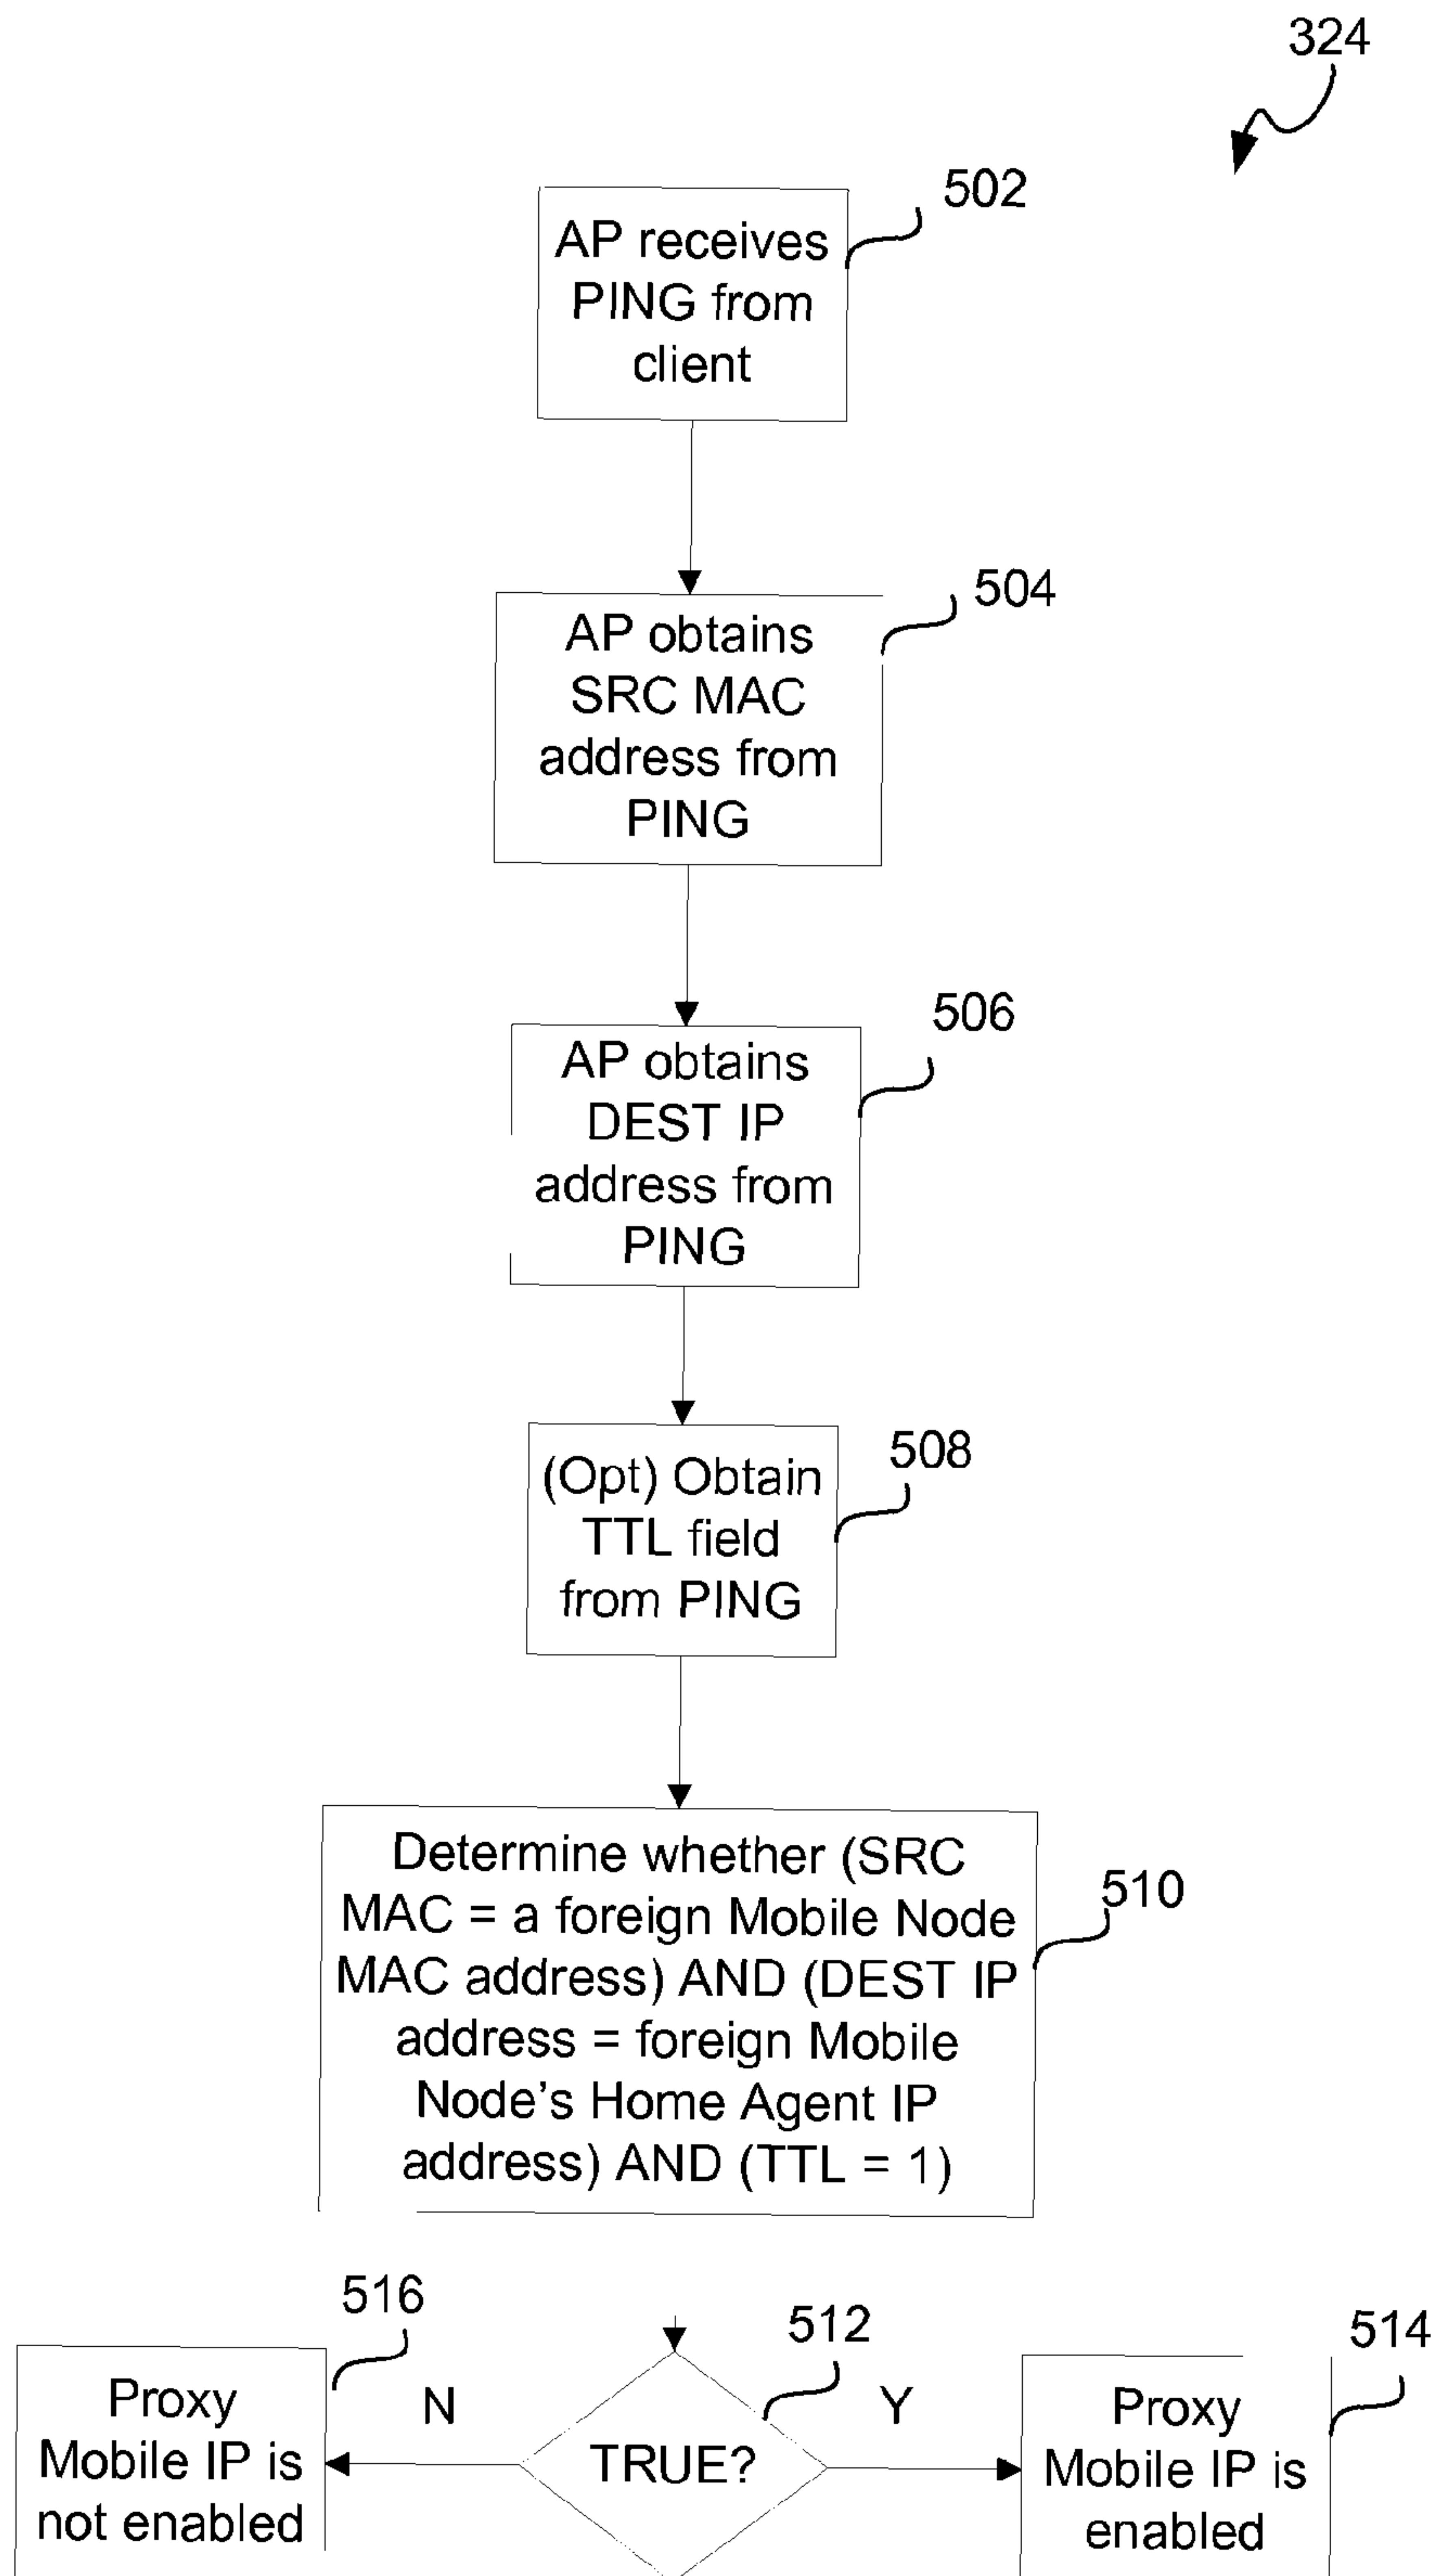 324
502
AP receives
PING from
client
504
AP obtains
SRC MAC
address from
PING
506
AP obtains
DEST IP
address from
PING
508
(Opt) Obtain
TTL field
from PING
510
Determine whether (SRC
MAC = a foreign Mobile Node
MAC address) AND (DEST IP
address = foreign Mobile
Node's Home Agent IP
address) AND (TTL = 1)
516
Proxy
Mobile IP is
not enabled
N
512
TRUE?
Y
514
Proxy
Mobile IP is
enabled